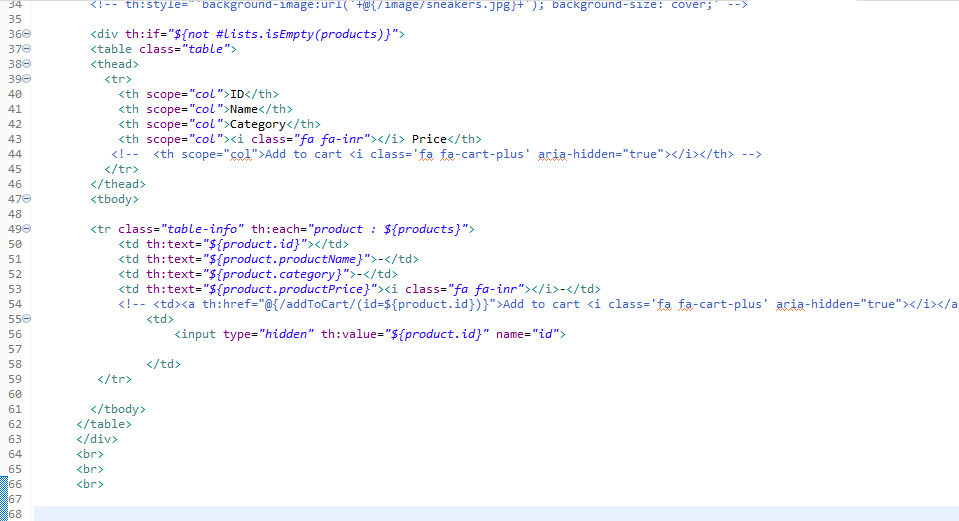 34 <!-- th:style="'background-image:url('+@{/image/sneakers.jpg}+'); background-size: cover;' -->
35
36 <div th:if="${not #lists.isEmpty(products)}">
37 <table class="table">
38 <thead>
39 <tr>
40 <th scope="col">ID</th>
41 <th scope="col">Name</th>
42 <th scope="col">Category</th>
43 <th scope="col"><i class="fa fa-inr"></i> Price</th>
44 <!-- <th scope="col">Add to cart <i class='fa fa-cart-plus' aria-hidden="true"></i></th> -->
45 </tr>
46 </thead>
47 <tbody>
48
49 <tr class="table-info" th:each="product : ${products}">
50 <td th:text="${product.id}"></td>
51 <td th:text="${product.productName}">-</td>
52 <td th:text="${product.category}">-</td>
53 <td th:text="${product.productPrice}"><i class="fa fa-inr"></i>-</td>
54 <!-- <td><a th:href="@{/addToCart/(id=${product.id})}">Add to cart <i class='fa fa-cart-plus' aria-hidden="true"></i></a
55 <td>
56 <input type="hidden" th:value="${product.id}" name="id">
57
58 </td>
59 </tr>
60
61 </tbody>
62 </table>
63 </div>
64 <br>
65 <br>
66 <br>
67
68